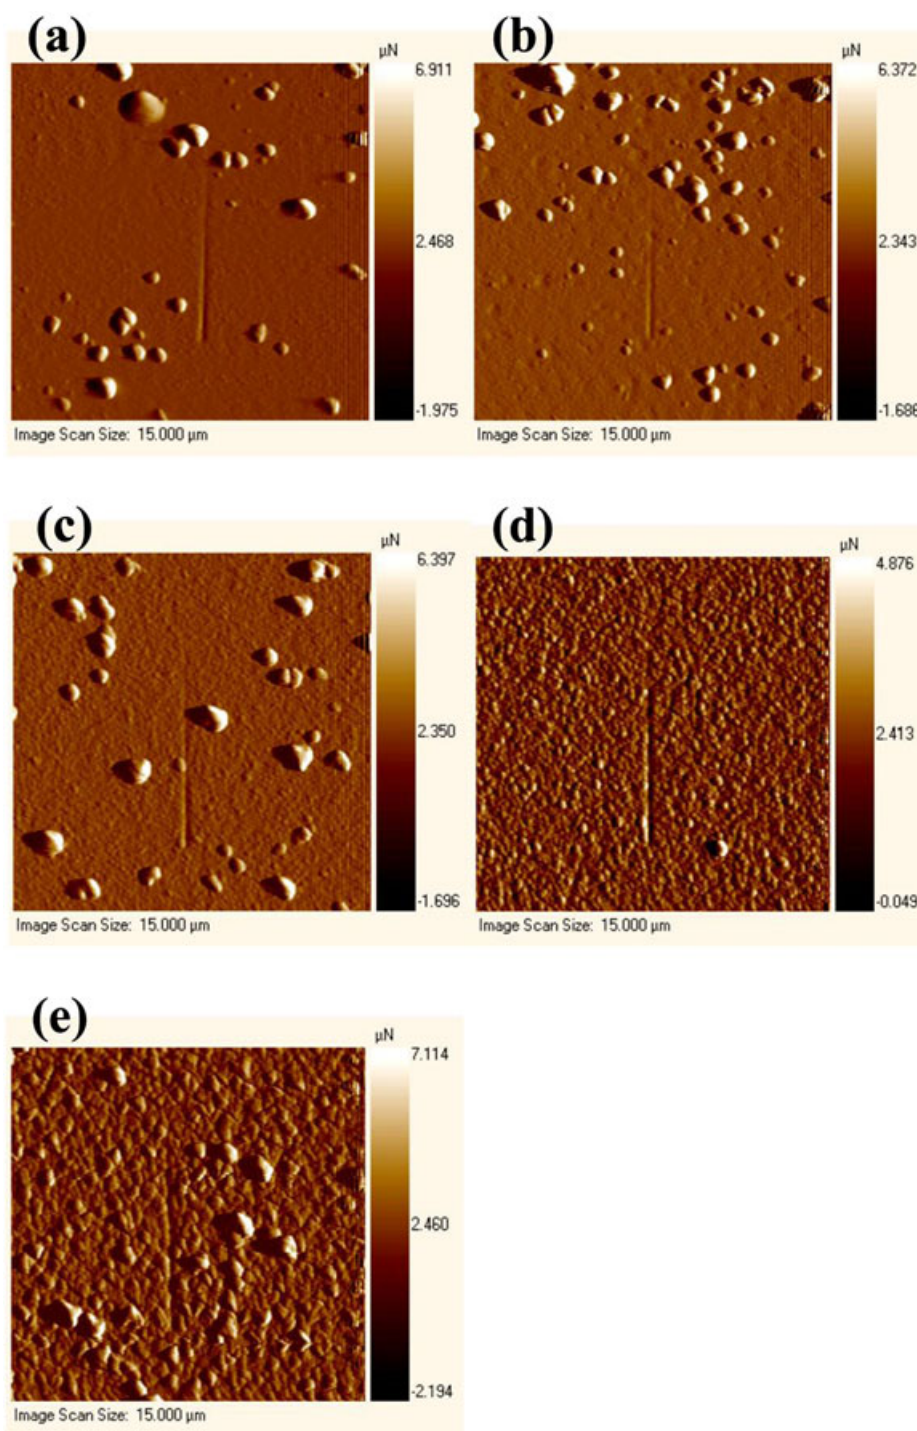 (a)
µN
6.911
2.468
-1.975
Image Scan Size: 15.000 µm
(b)
µN
6.372
2.343
-1.686
Image Scan Size: 15.000 µm
(c)
µN
6.397
2.350
-1.696
Image Scan Size: 15.000 µm
(d)
µN
4.876
2.413
-0.049
Image Scan Size: 15.000 µm
(e)
µN
7.114
2.460
-2.194
Image Scan Size: 15.000 µm